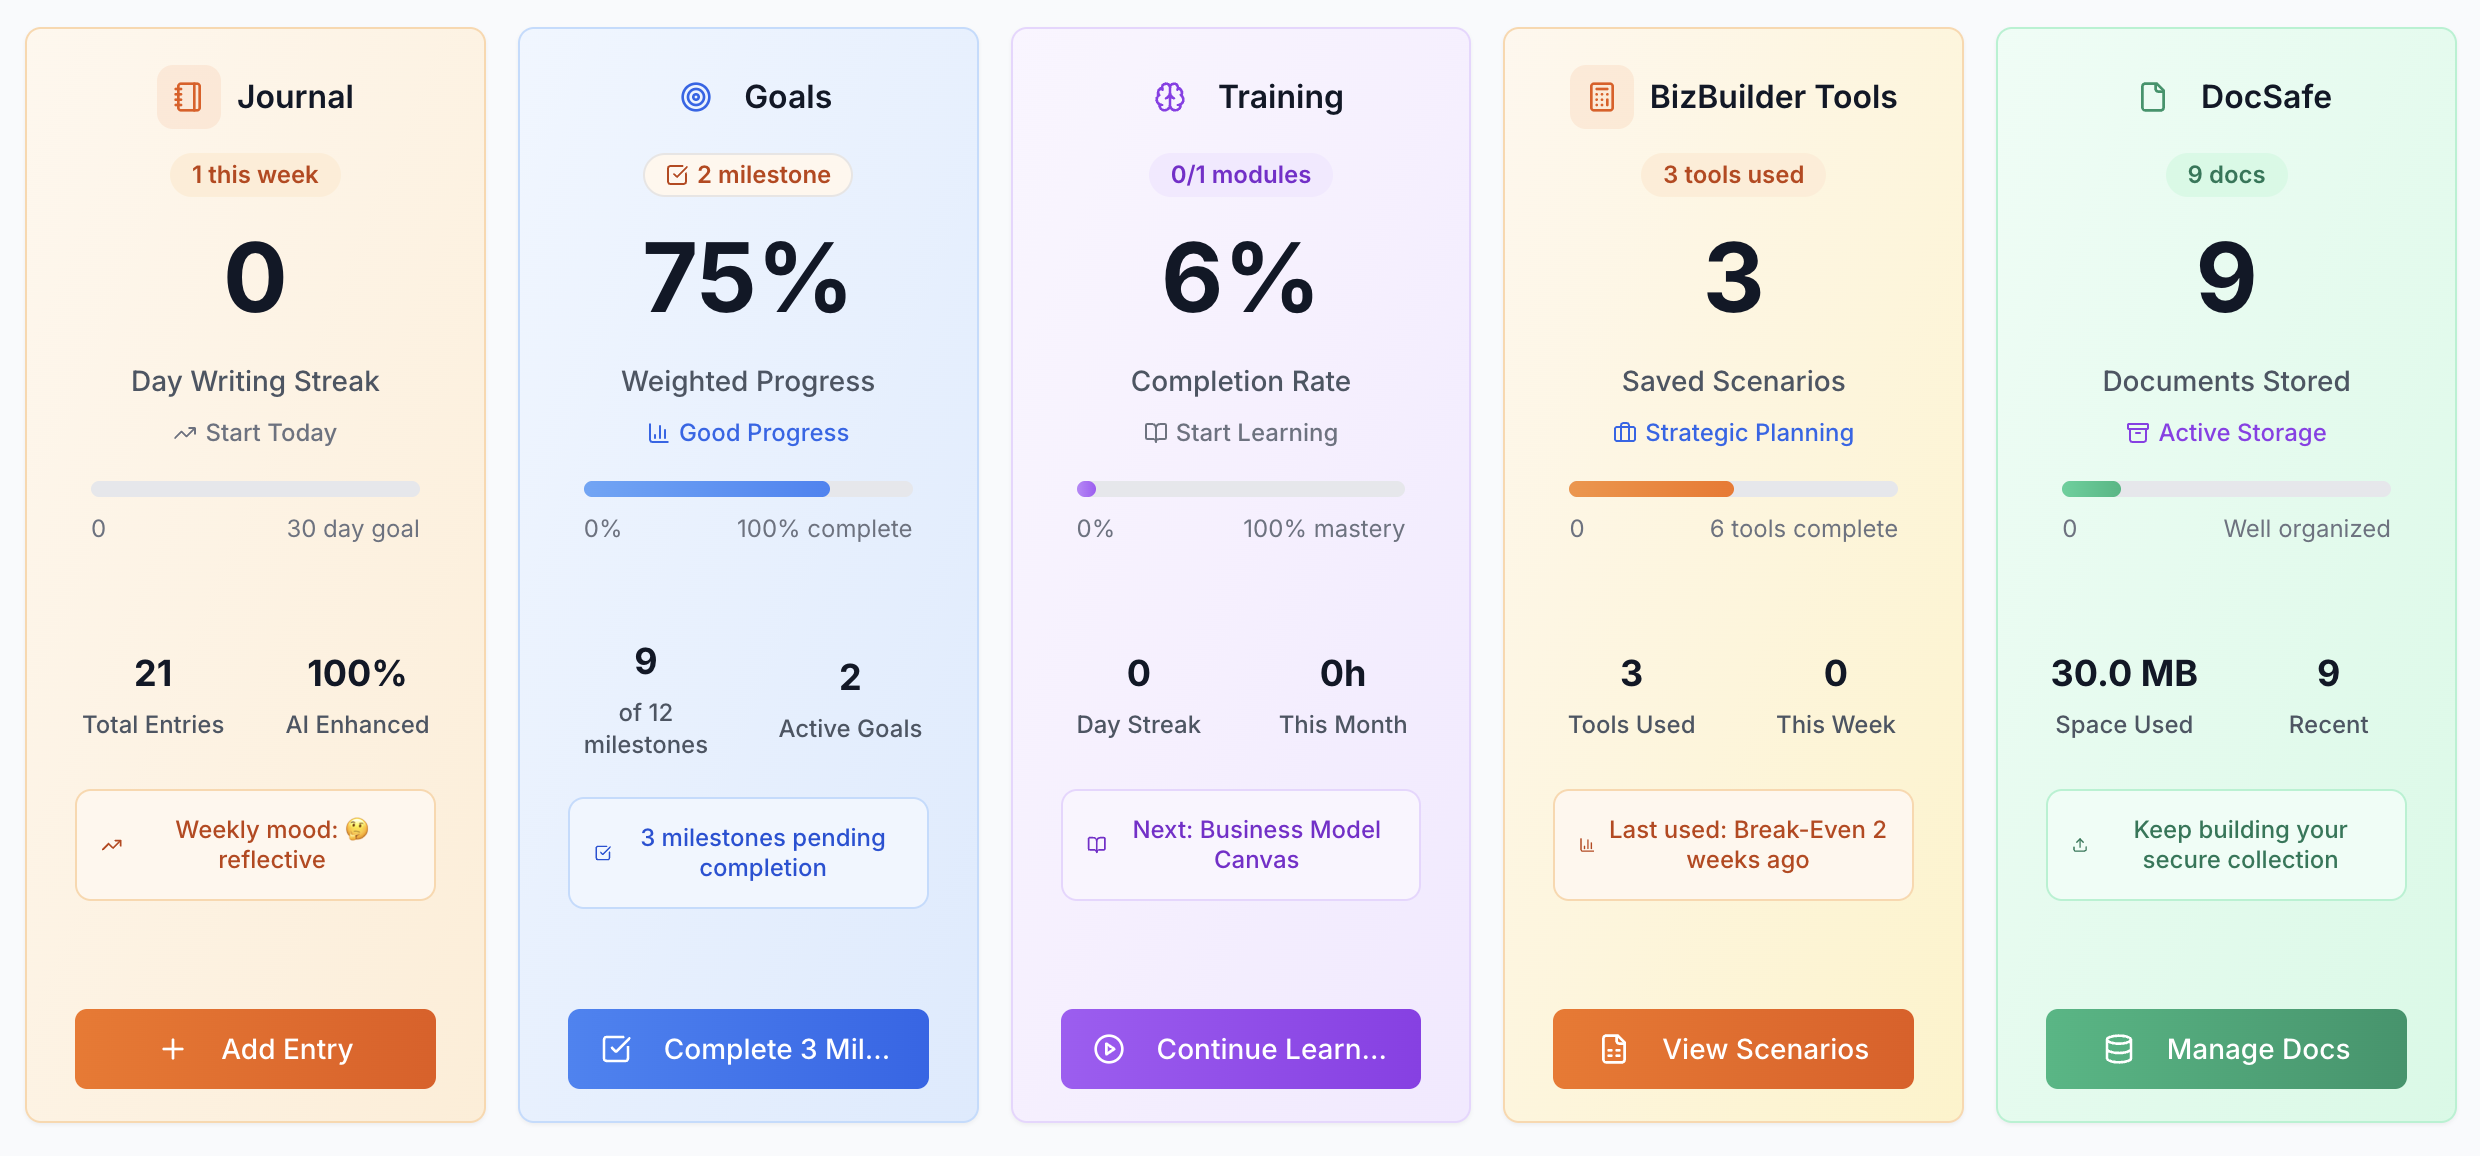 Journal
1 this week
0
Day Writing Streak
Start Today
0
30 day goal
21
Total Entries
100%
AI Enhanced
Weekly mood: 🤔
reflective
Add Entry
Goals
2 milestone
75%
Weighted Progress
Good Progress
0%
100% complete
9
of 12
milestones
2
Active Goals
3 milestones pending
completion
Complete 3 Mil...
Training
0/1 modules
6%
Completion Rate
Start Learning
0%
100% mastery
0
Day Streak
0h
This Month
Next: Business Model
Canvas
Continue Learn...
BizBuilder Tools
3 tools used
3
Saved Scenarios
Strategic Planning
0
6 tools complete
3
Tools Used
0
This Week
Last used: Break-Even 2
weeks ago
View Scenarios
DocSafe
9 docs
9
Documents Stored
Active Storage
0
Well organized
30.0 MB
Space Used
9
Recent
Keep building your
secure collection
Manage Docs